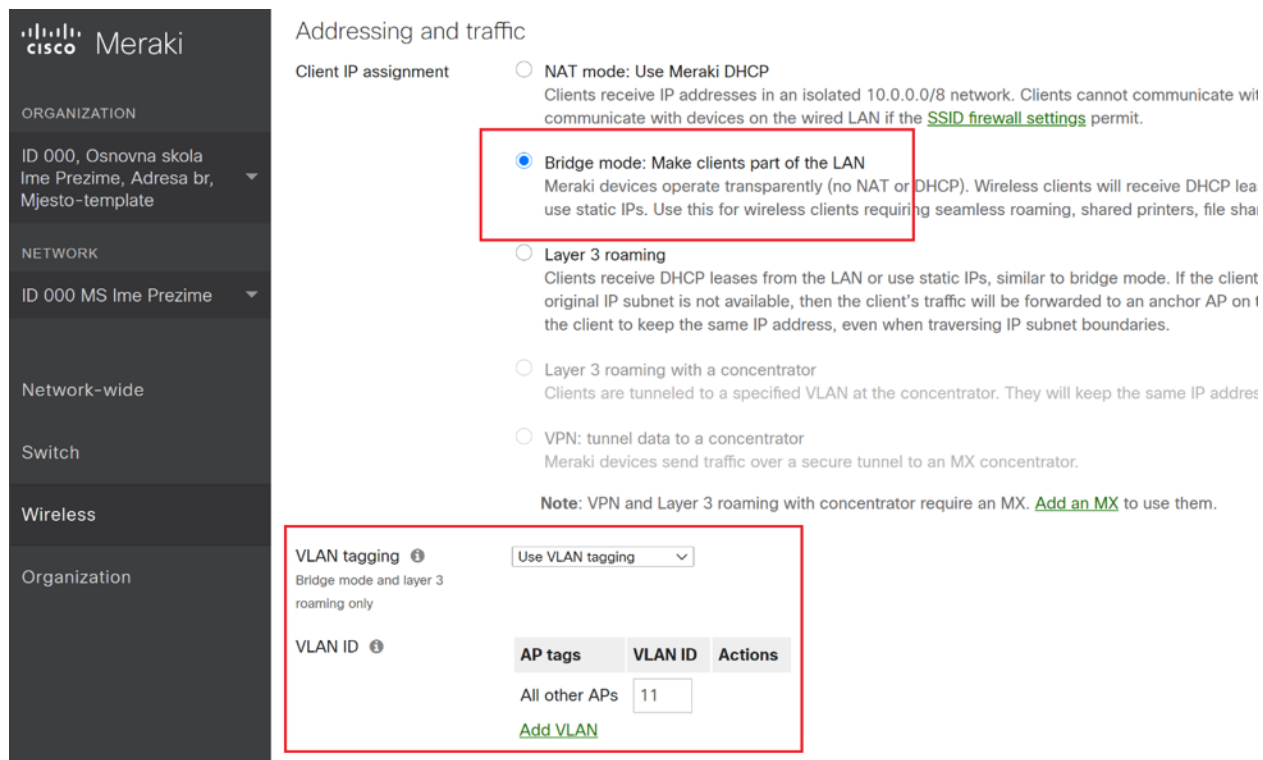 CISCO Meraki
ORGANIZATION
ID 000, Osnovna skola
Ime Prezime, Adresa br,
Mjesto-template
NETWORK
ID 000 MS Ime Prezime
Network-wide
Switch
Wireless
Organization
Addressing and traffic
Client IP assignment
NAT mode: Use Meraki DHCP
Clients receive IP addresses in an isolated 10.0.0.0/8 network. Clients cannot communicate
communicate with devices on the wired LAN if the SSID firewall settings permit.
Bridge mode: Make clients part of the LAN
Meraki devices operate transparently (no NAT or DHCP). Wireless clients will receive DHCP
use static IPs. Use this for wireless clients requiring seamless roaming, shared printers, file
Layer 3 roaming
Clients receive DHCP leases from the LAN or use static IPs, similar to bridge mode. If the client
original IP subnet is not available, then the client's traffic will be forwarded to an anchor AP on
the client to keep the same IP address, even when traversing IP subnet boundaries.
Layer 3 roaming with a concentrator
Clients are tunneled to a specified VLAN at the concentrator. They will keep the same IP
VPN: tunnel data to a concentrator
Meraki devices send traffic over a secure tunnel to an MX concentrator.
Note: VPN and Layer 3 roaming with concentrator require an MX. Add an MX to use them.
VLAN tagging
Use VLAN tagging
Bridge mode and layer 3
roaming only
VLAN ID
AP tags VLAN ID Actions
All other APs 11
Add VLAN